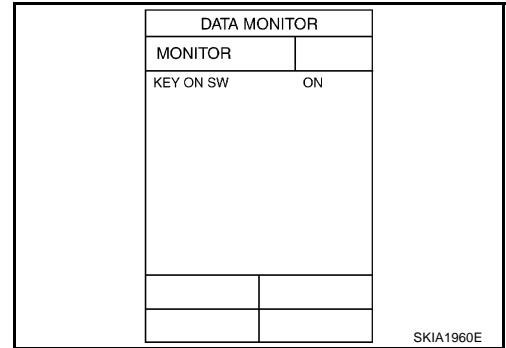 DATA MONITOR
MONITOR
KEY ON SW ON
SKIA1960E